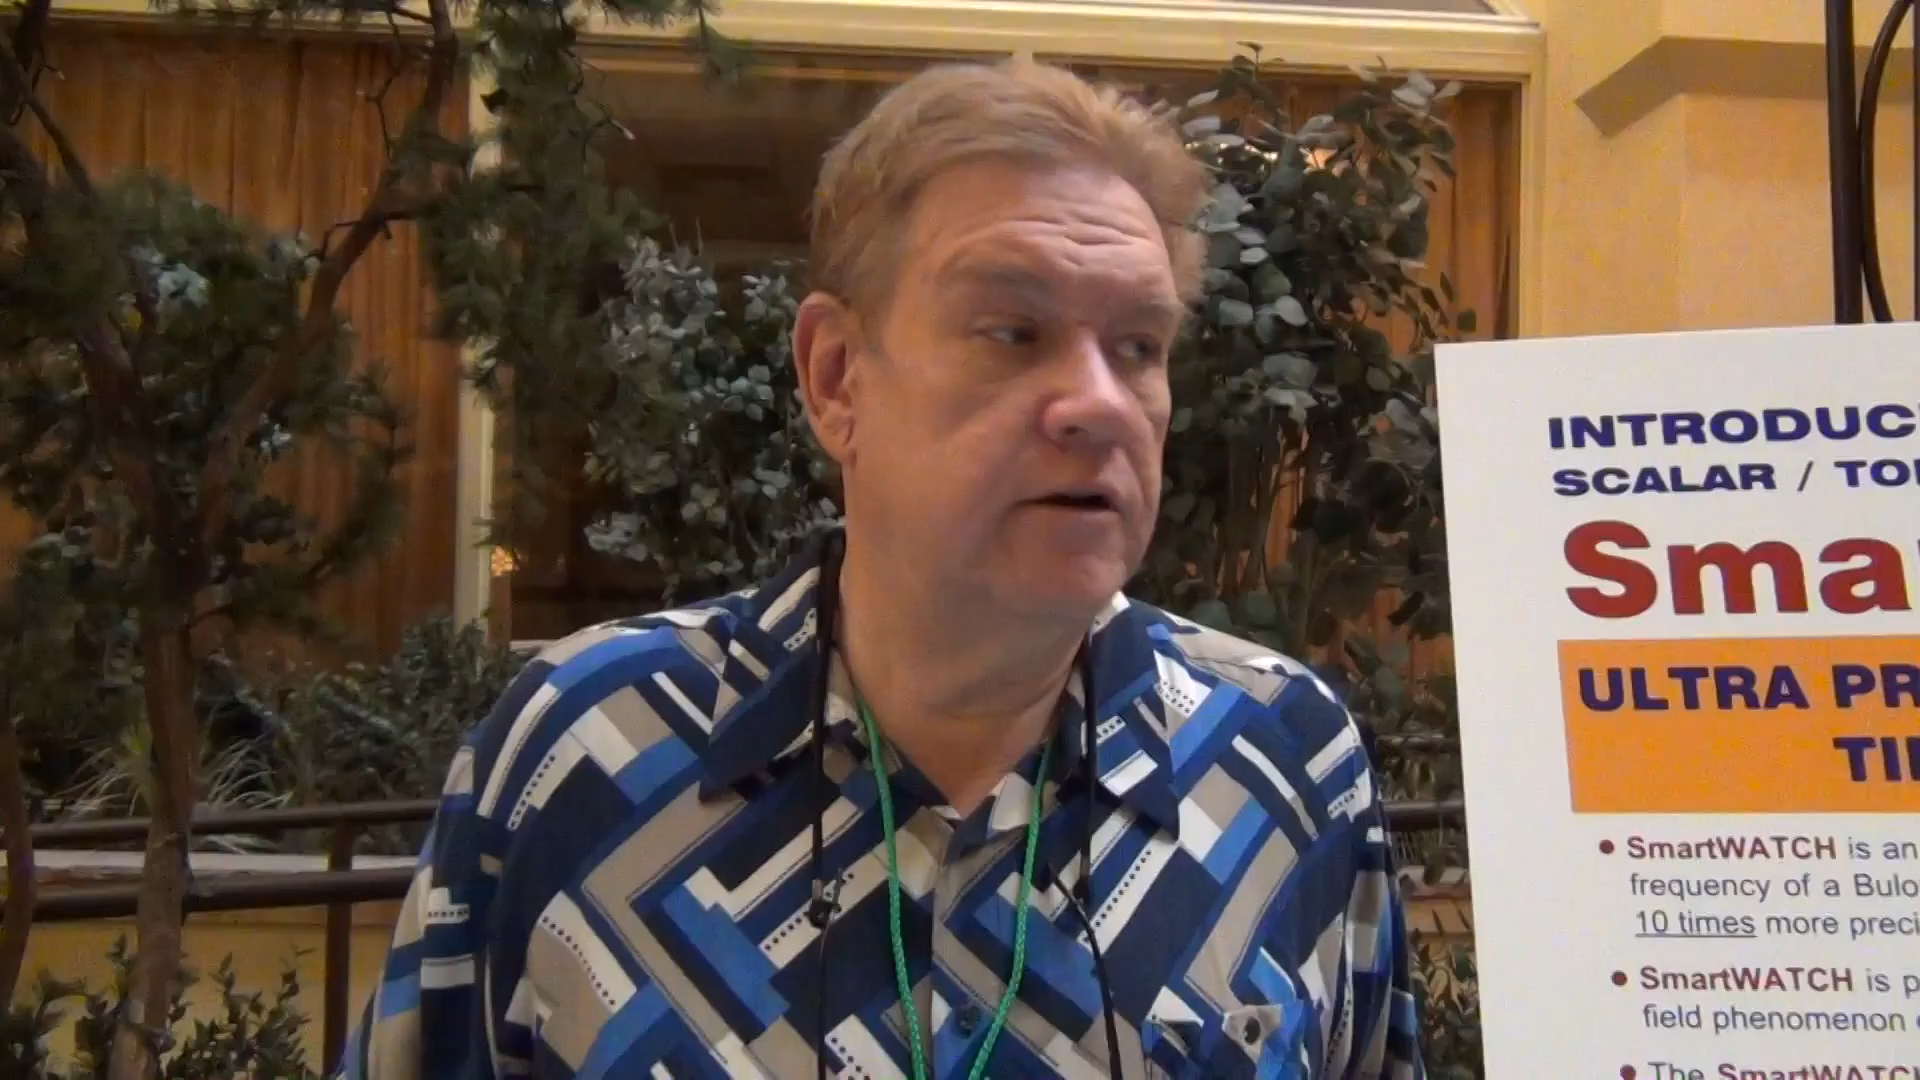 INTRODUC
SCALAR / TO
Sma
ULTRA PR
TI
• SmartWATCH is an
frequency of a Bulo
10 times more preci
• SmartWATCH is p
field phenomenon
• The SmartWATCH